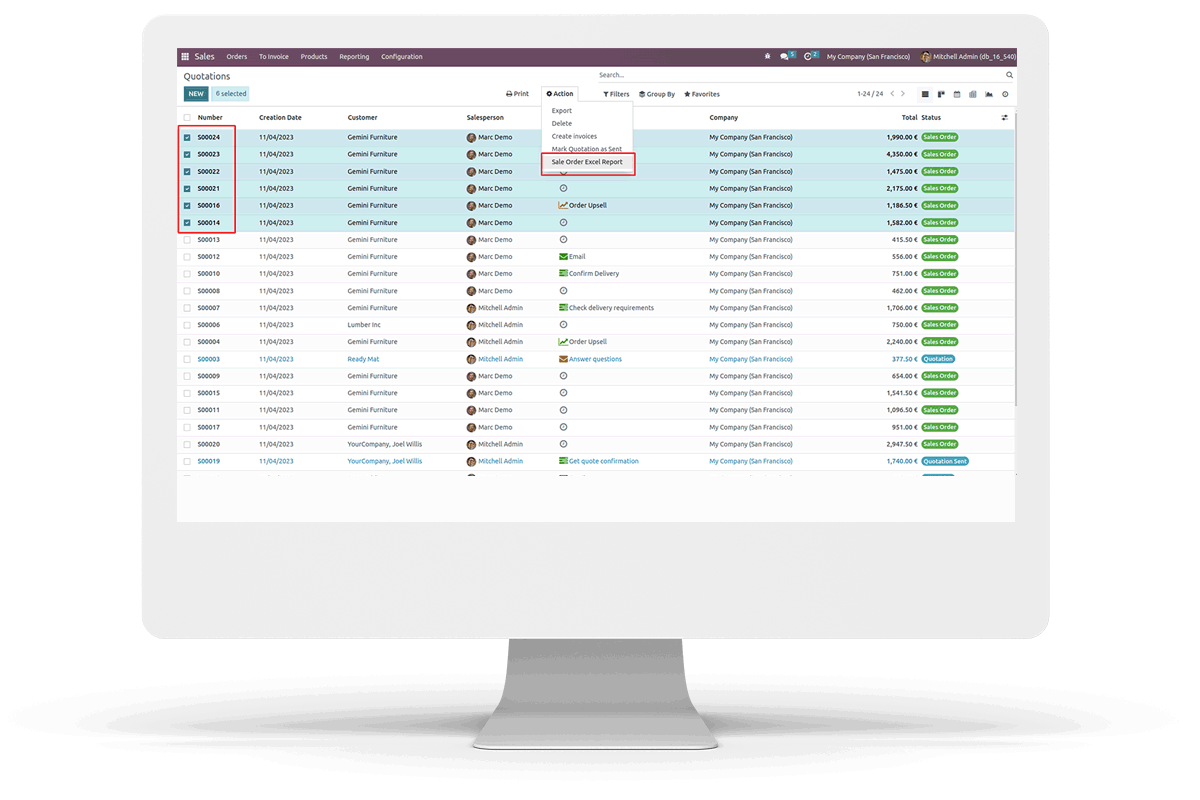 Sales Orders To Invoice Products Reporting Configuration 5 2 My Company (San Francisco) Mitchell Admin (db_16_540)
Quotations Search...
NEW 6 selected Print Action Filters Group By Favorites 1-24 / 24
Export
Delete
Create invoices
Mark Quotation as Sent
Sale Order Excel Report
Number Creation Date Customer Salesperson Company Total Status
S00024 11/04/2023 Gemini Furniture Marc Demo My Company (San Francisco) 1,990.00 € Sales Order
S00023 11/04/2023 Gemini Furniture Marc Demo My Company (San Francisco) 4,350.00 € Sales Order
S00022 11/04/2023 Gemini Furniture Marc Demo My Company (San Francisco) 1,475.00 € Sales Order
S00021 11/04/2023 Gemini Furniture Marc Demo My Company (San Francisco) 2,175.00 € Sales Order
S00016 11/04/2023 Gemini Furniture Marc Demo Order Upsell My Company (San Francisco) 1,186.50 € Sales Order
S00014 11/04/2023 Gemini Furniture Marc Demo My Company (San Francisco) 1,582.00 € Sales Order
S00013 11/04/2023 Gemini Furniture Marc Demo My Company (San Francisco) 415.50 € Sales Order
S00012 11/04/2023 Gemini Furniture Marc Demo Email My Company (San Francisco) 556.00 € Sales Order
S00010 11/04/2023 Gemini Furniture Marc Demo Confirm Delivery My Company (San Francisco) 751.00 € Sales Order
S00008 11/04/2023 Gemini Furniture Marc Demo My Company (San Francisco) 462.00 € Sales Order
S00007 11/04/2023 Gemini Furniture Mitchell Admin Check delivery requirements My Company (San Francisco) 1,706.00 € Sales Order
S00006 11/04/2023 Lumber Inc Mitchell Admin My Company (San Francisco) 750.00 € Sales Order
S00004 11/04/2023 Gemini Furniture Mitchell Admin Order Upsell My Company (San Francisco) 2,240.00 € Sales Order
S00003 11/04/2023 Ready Mat Mitchell Admin Answer questions My Company (San Francisco) 377.50 € Quotation
S00009 11/04/2023 Gemini Furniture Marc Demo My Company (San Francisco) 654.00 € Sales Order
S00015 11/04/2023 Gemini Furniture Marc Demo My Company (San Francisco) 1,541.50 € Sales Order
S00011 11/04/2023 Gemini Furniture Marc Demo My Company (San Francisco) 1,096.50 € Sales Order
S00017 11/04/2023 Gemini Furniture Marc Demo My Company (San Francisco) 951.00 € Sales Order
S00020 11/04/2023 YourCompany, Joel Willis Mitchell Admin My Company (San Francisco) 2,947.50 € Sales Order
S00019 11/04/2023 YourCompany, Joel Willis Mitchell Admin Get quote confirmation My Company (San Francisco) 1,740.00 € Quotation Sent